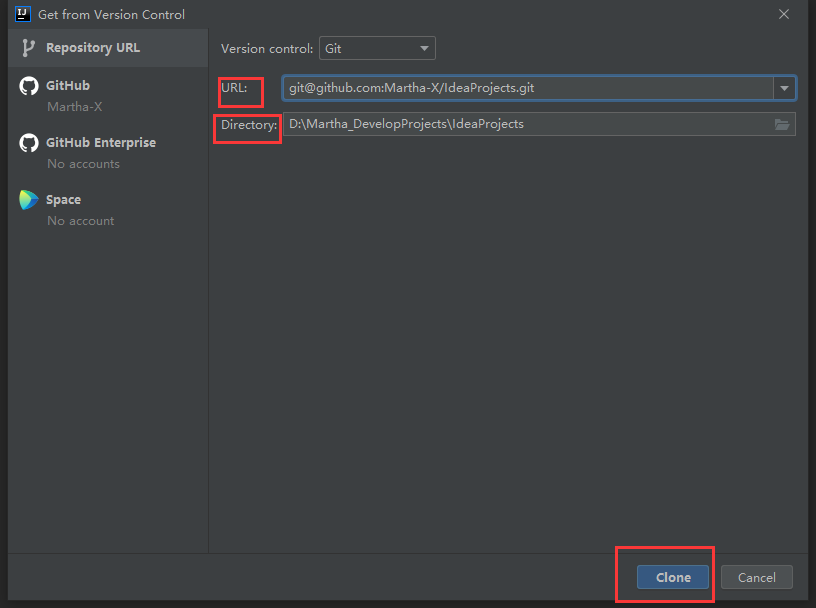 Get from Version Control
Repository URL
GitHub
Martha-X
GitHub Enterprise
No accounts
Space
No account
Version control: Git
URL: git@github.com:Martha-X/IdeaProjects.git
Directory: D:\Martha_DevelopProjects\IdeaProjects
Clone Cancel